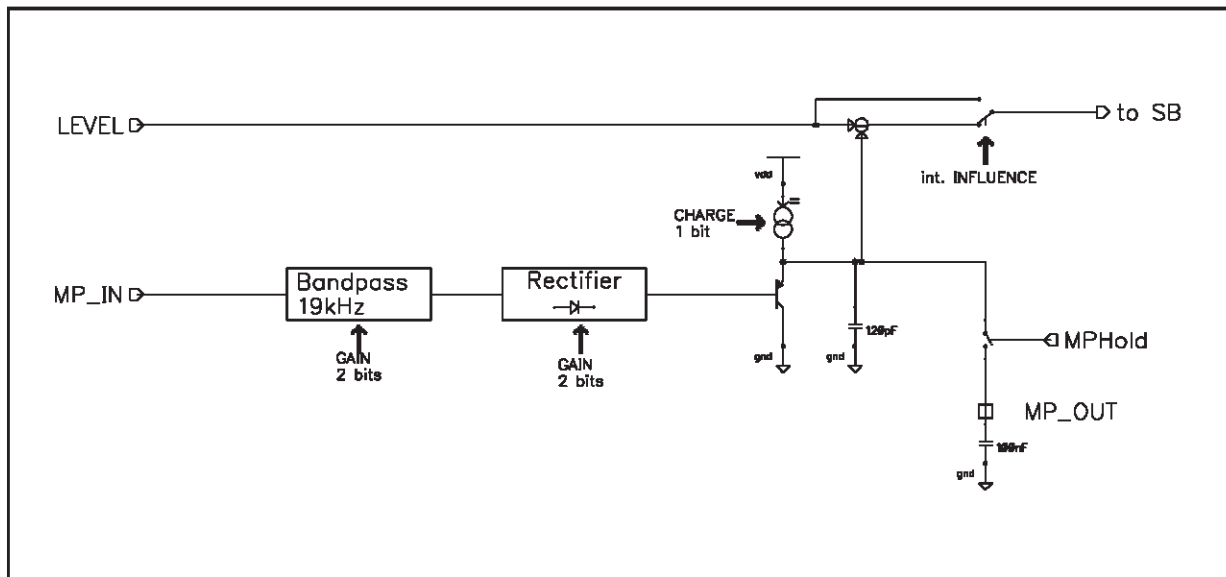 LEVEL
to SB
int. INFLUENCE
vdd
=
CHARGE
1 bit
MP_IN
Bandpass
19kHz
Rectifier
GAIN
2 bits
GAIN
2 bits
gnd
gnd
MPHold
MP_OUT
gnd